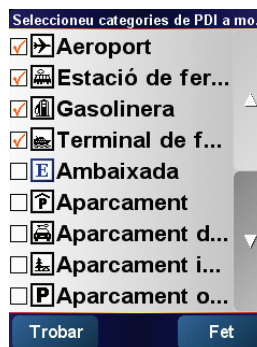 Seleccioneu categories de PDI a mo.
Aeroport
Estació de fer...
Gasolinera
Terminal de f...
E Ambaixada
Aparcament
Aparcament d...
Aparcament i...
P Aparcament o...
Trobar Fet